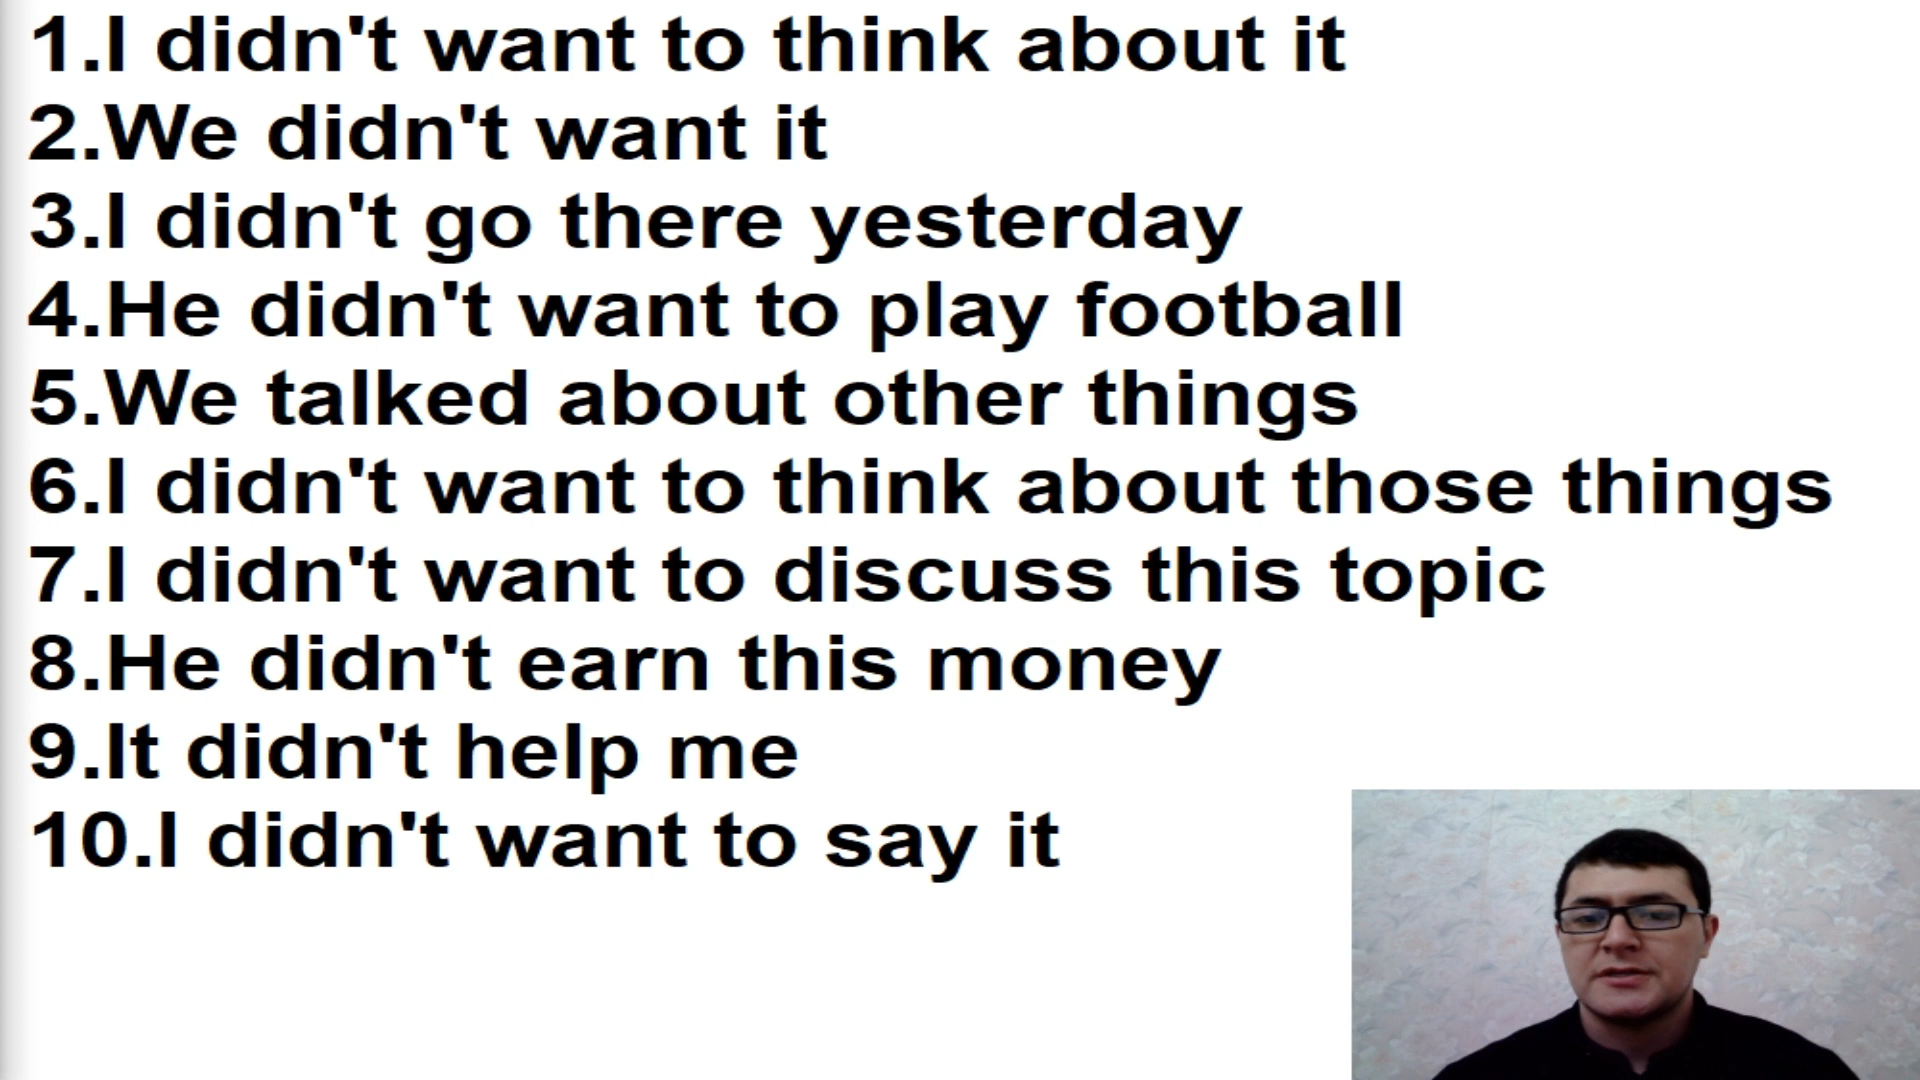 1.I didn't want to think about it
2.We didn't want it
3.I didn't go there yesterday
4.He didn't want to play football
5.We talked about other things
6.I didn't want to think about those things
7.I didn't want to discuss this topic
8.He didn't earn this money
9.It didn't help me
10.I didn't want to say it